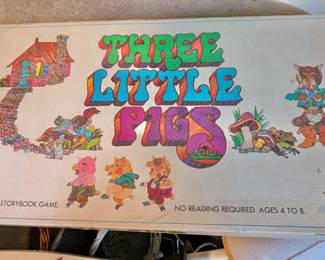 THREE
LITTLE
PIGS
STORYBOOK GAME.
NO READING REQUIRED. AGES 4 TO 8.